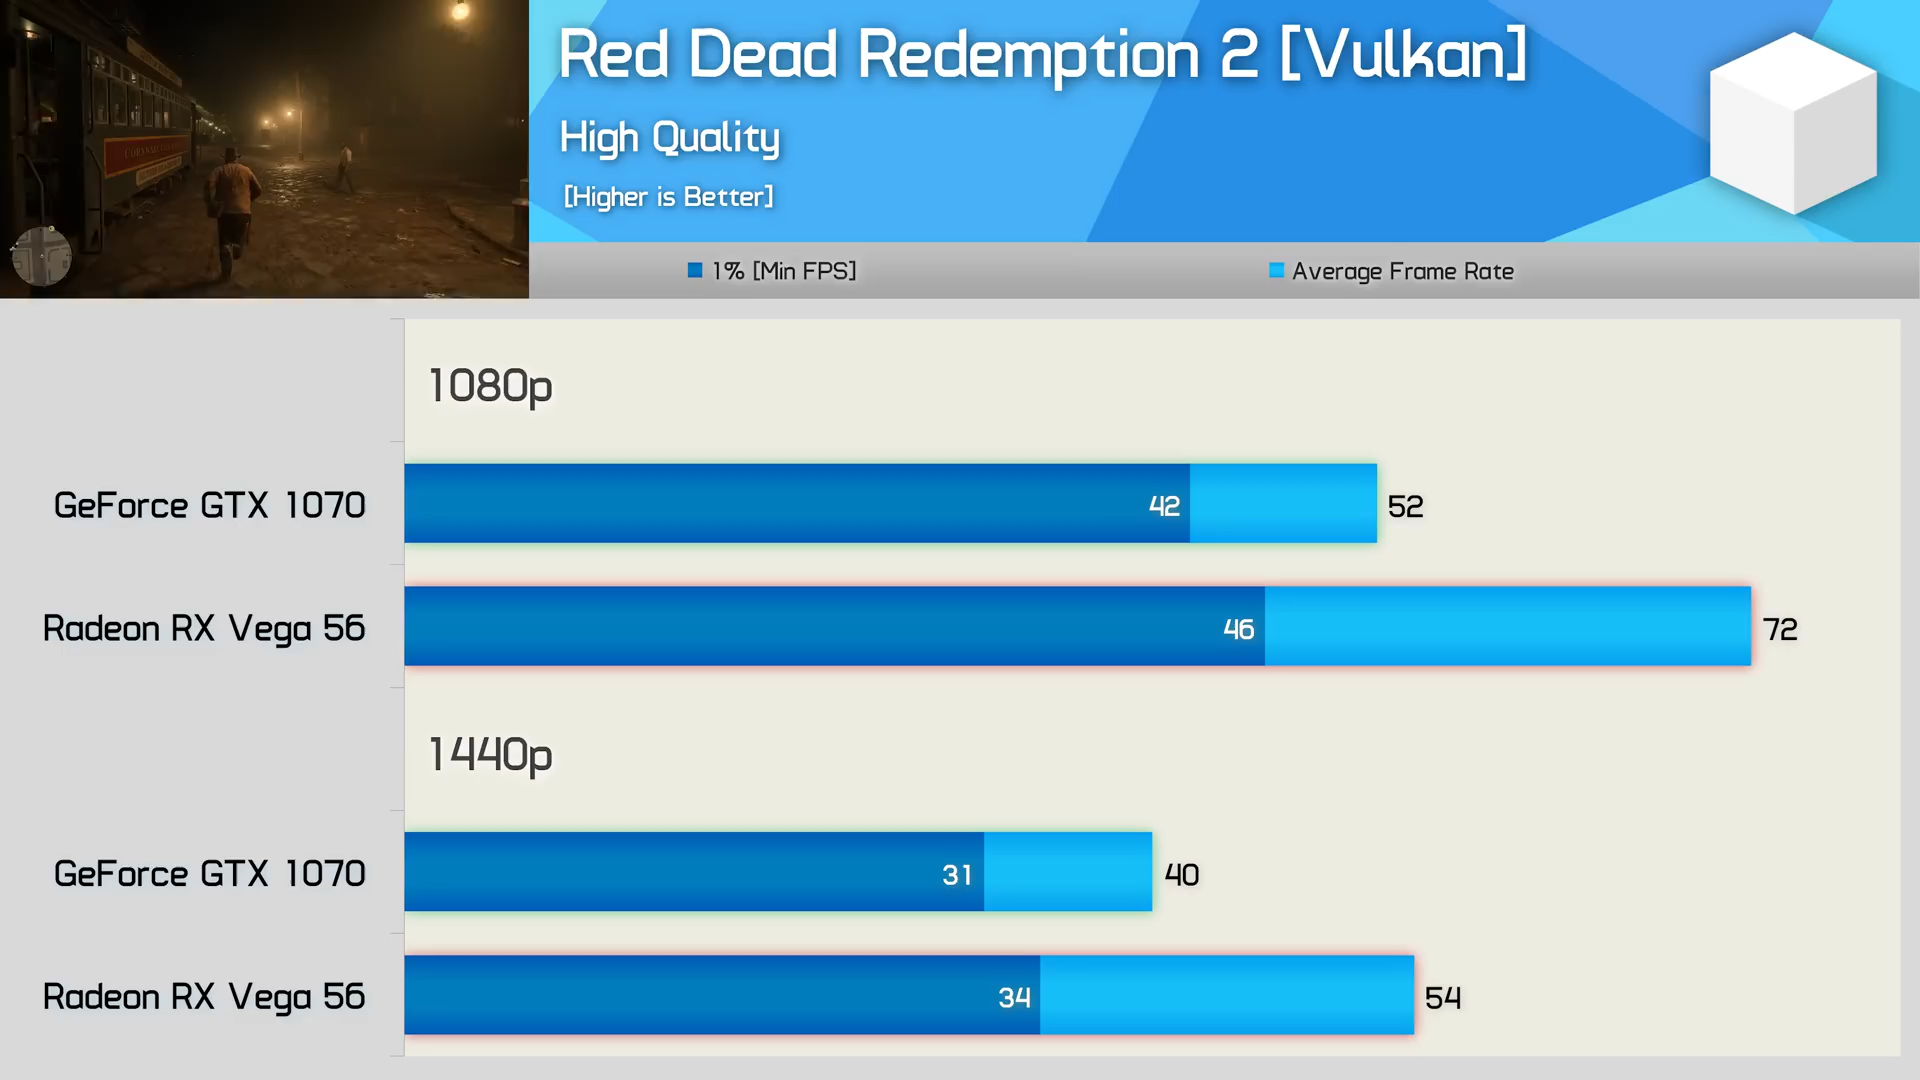 Red Dead Redemption 2 [Vulkan]
High Quality
[Higher is Better]
1% [Min FPS]
Average Frame Rate
1080p
GeForce GTX 1070
42
52
Radeon RX Vega 56
46
72
1440p
GeForce GTX 1070
31
40
Radeon RX Vega 56
34
54